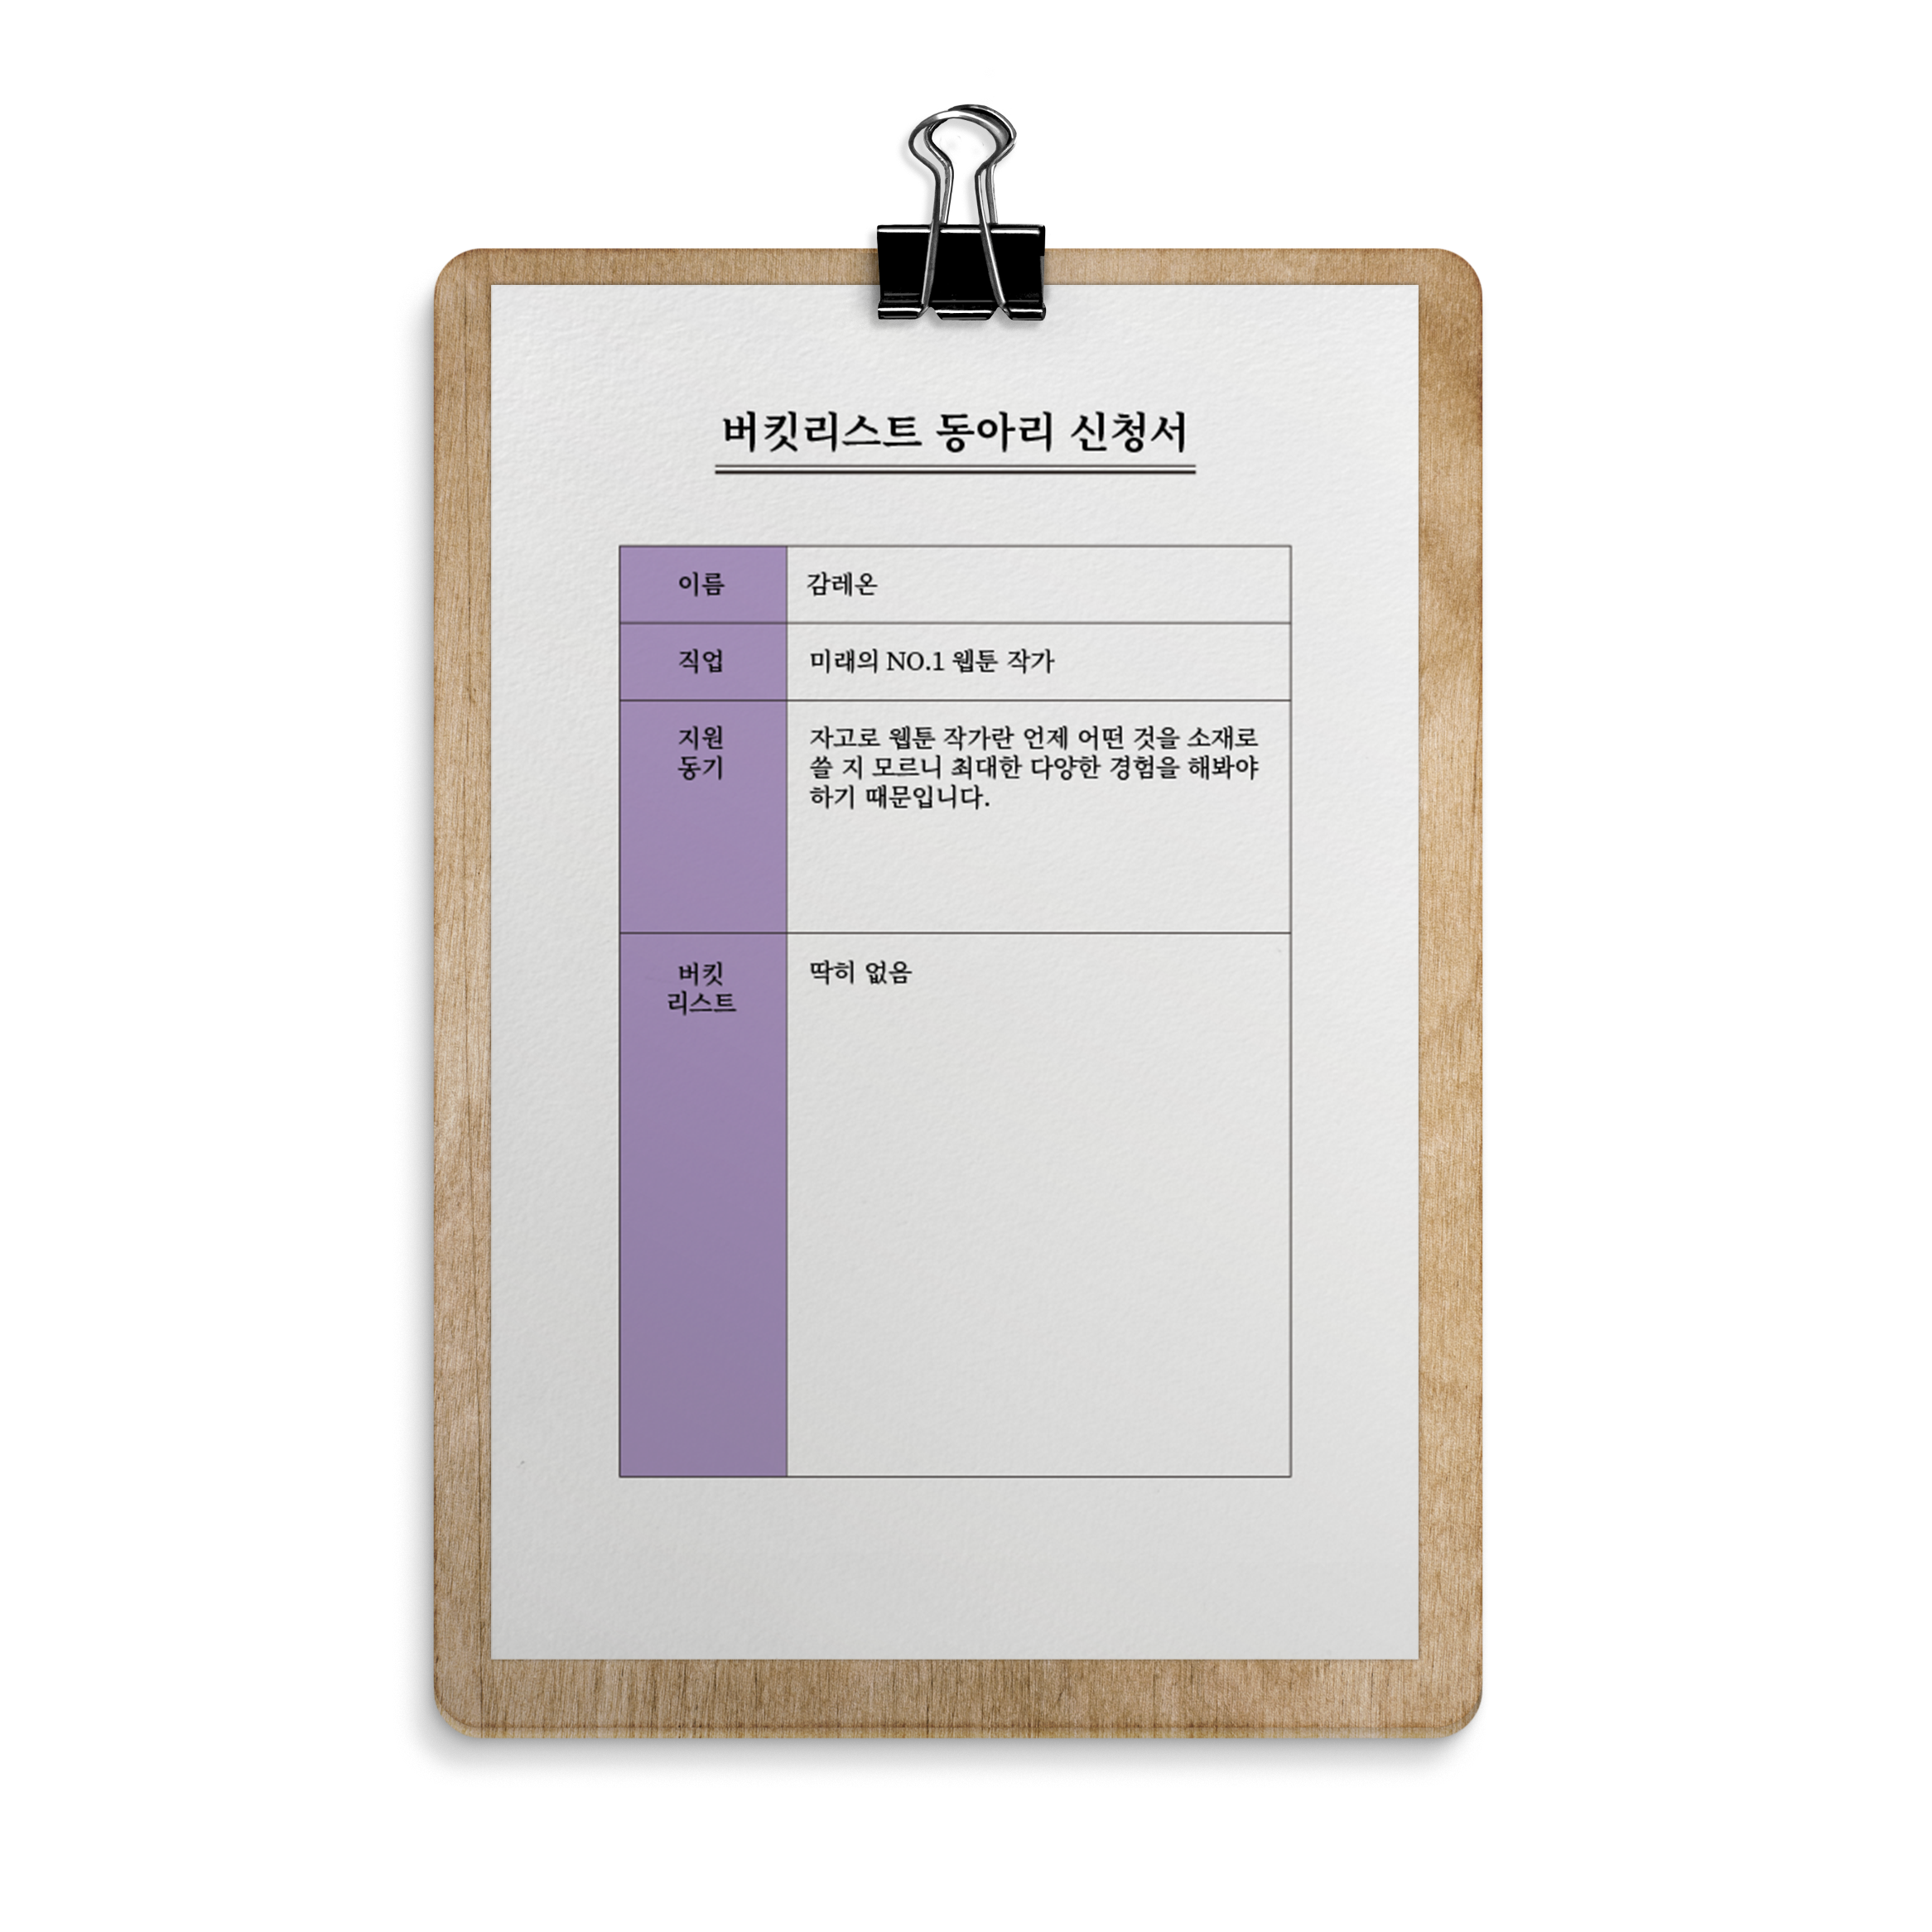 버킷리스트 동아리 신청서
이름
감레온
직업
미래의 NO.1 웹툰 작가
지원
동기
자고로 웹툰 작가란 언제 어떤 것을 소재로
쓸 지 모르니 최대한 다양한 경험을 해봐야
하기 때문입니다.
버킷
리스트
딱히 없음